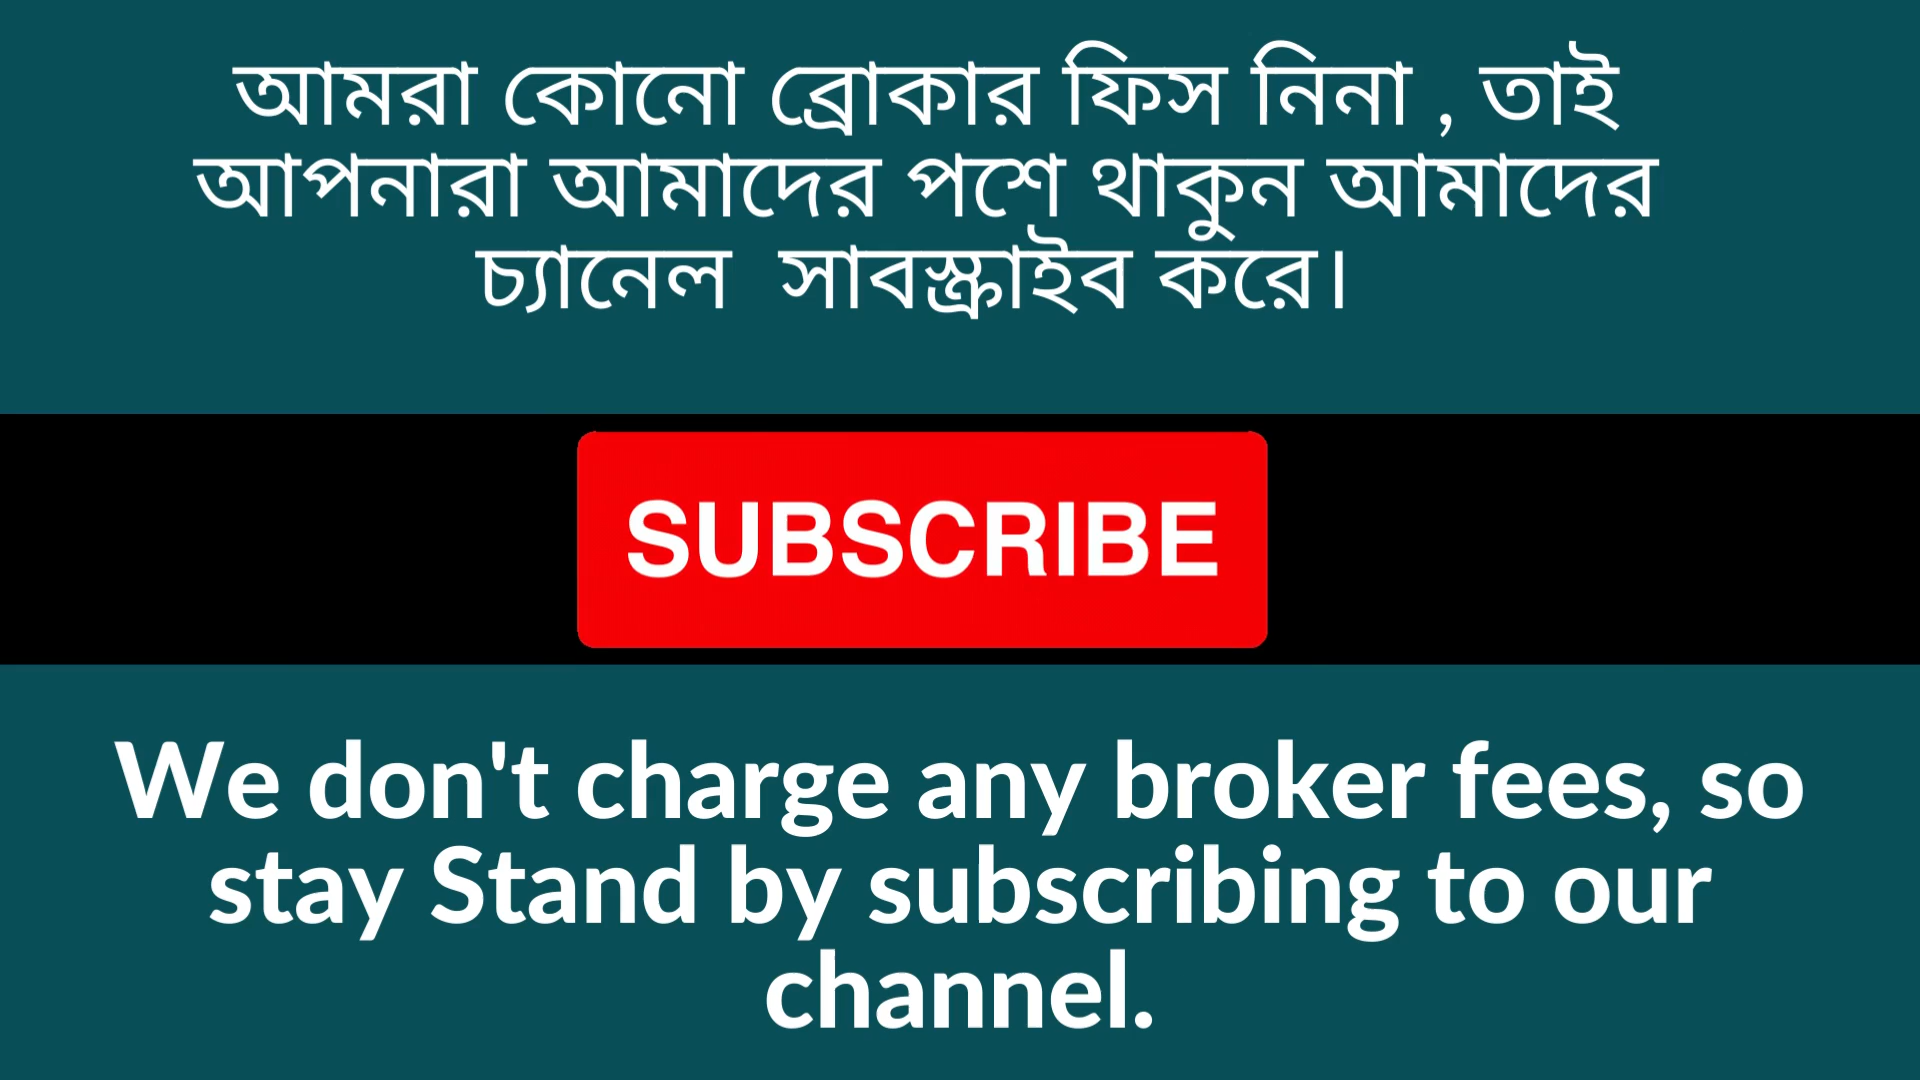 আমরা কোনো ব্রোকার ফিস নিনা , তাই
আপনারা আমাদের পশে থাকুন আমাদের
চ্যানেল সাবস্ক্রাইব করে।
SUBSCRIBE
We don't charge any broker fees, so
stay Stand by subscribing to our
channel.